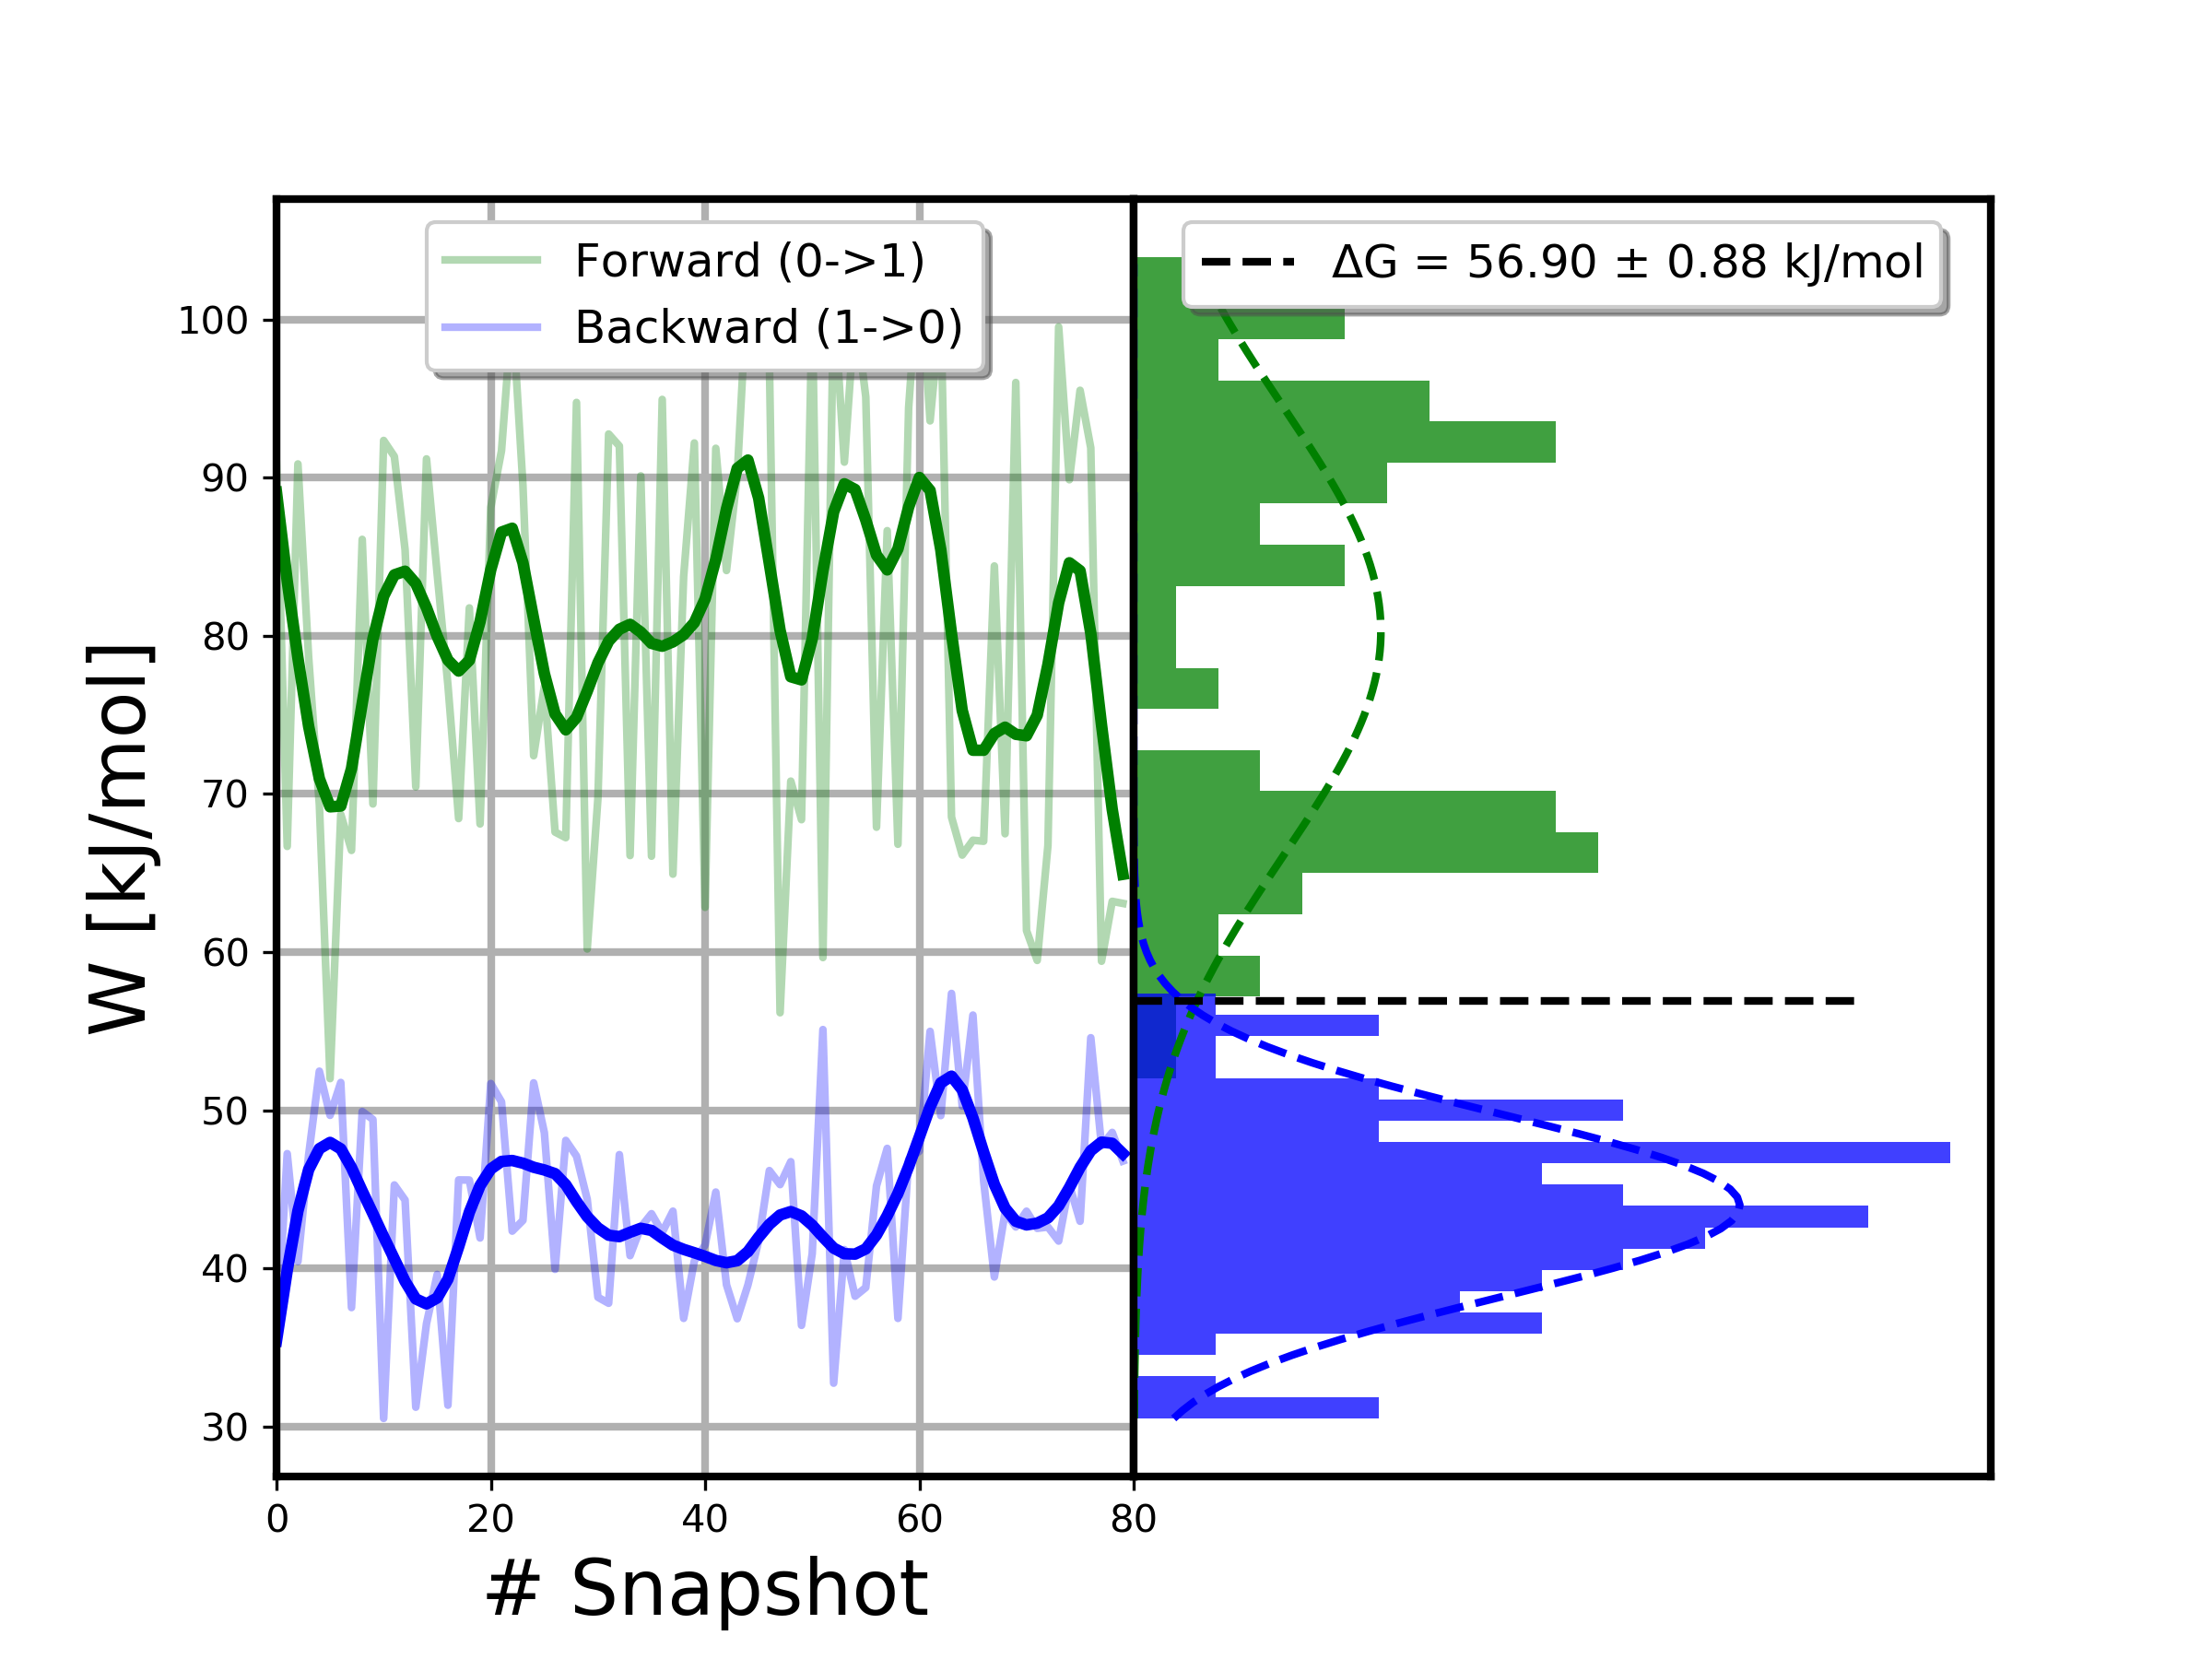 Forward (0->1)
Backward (1->0)
ΔG = 56.90 ± 0.88 kJ/mol
100
90
80
70
60
50
40
30
W [kJ/mol]
0 20 40 60 80
# Snapshot